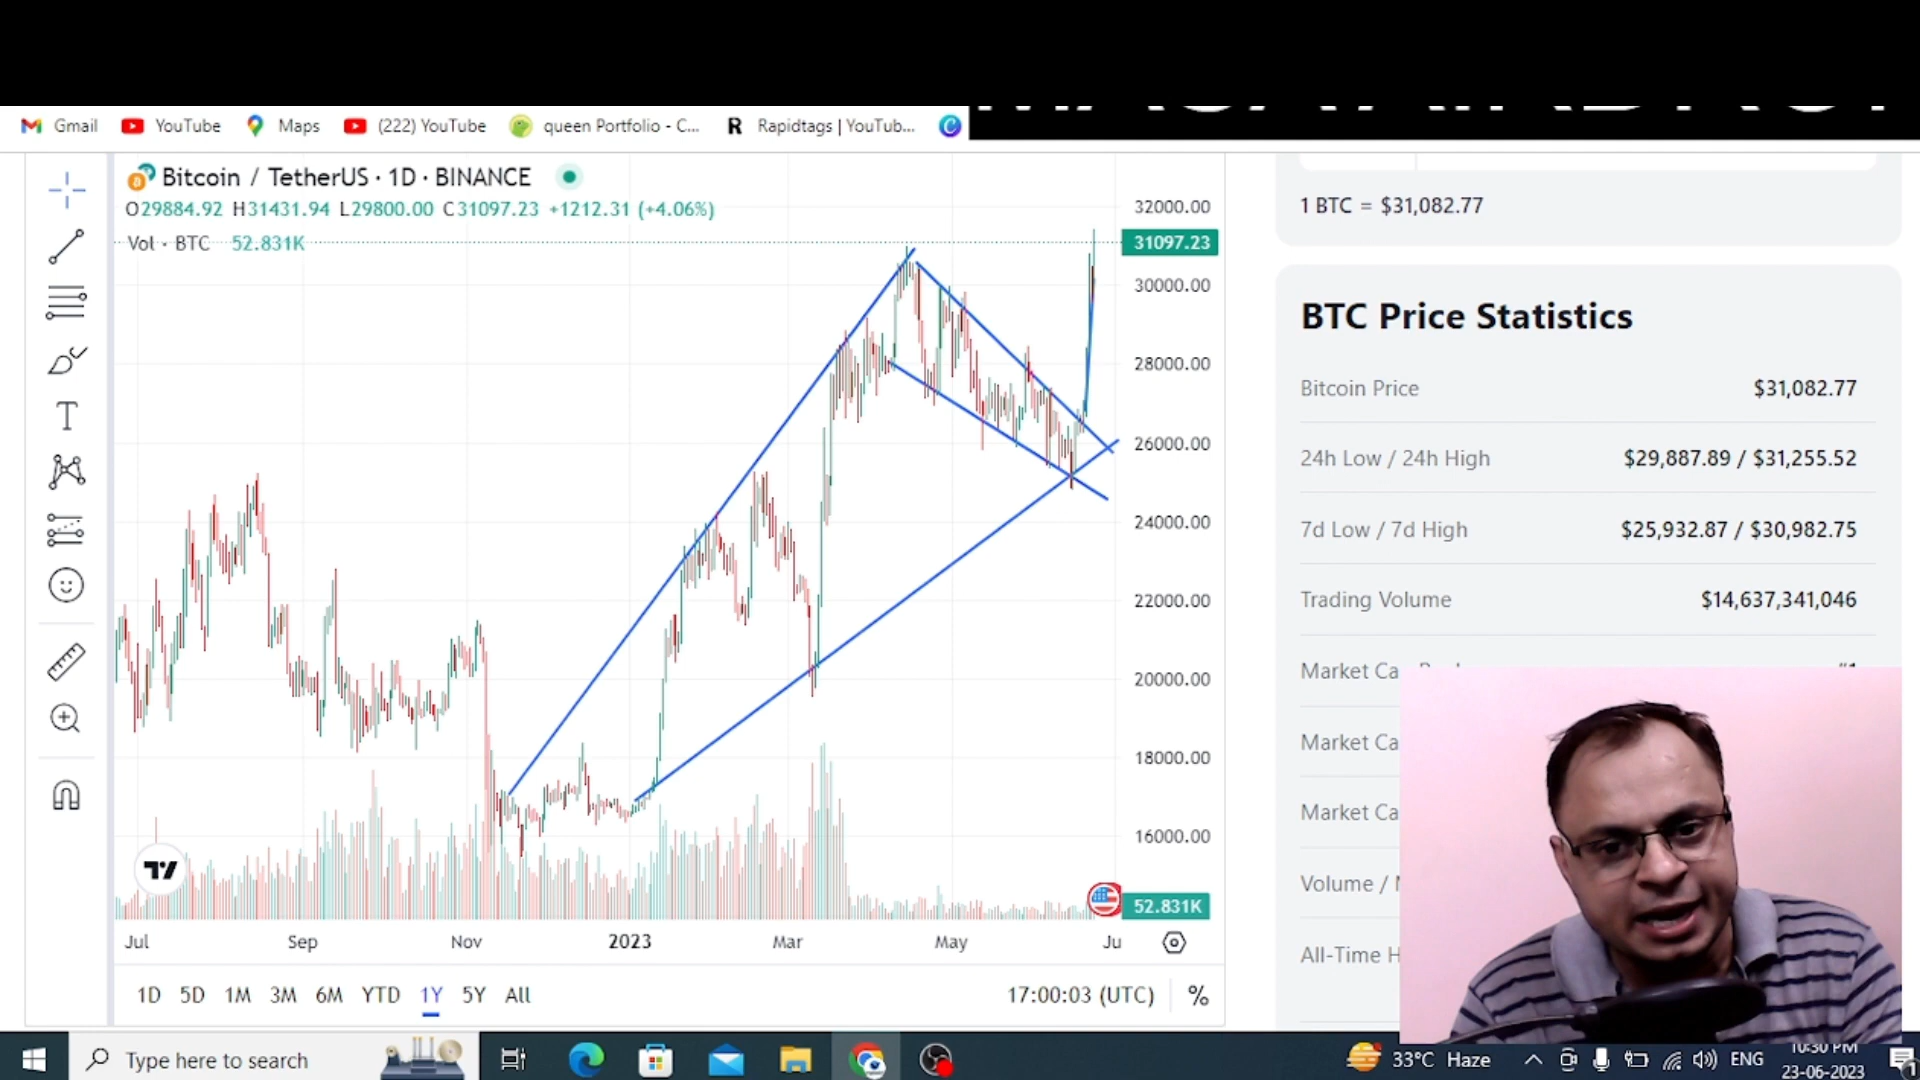 Gmail YouTube Maps (222) YouTube queen Portfolio - C... Rapidtags | YouTub...
Bitcoin / TetherUS · 1D · BINANCE
O29884.92 H31431.94 L29800.00 C31097.23 +1212.31 (+4.06%)
Vol · BTC 52.831K
32000.00
31097.23
30000.00
28000.00
26000.00
24000.00
22000.00
20000.00
18000.00
16000.00
52.831K
Jul Sep Nov 2023 Mar May Ju
1D 5D 1M 3M 6M YTD 1Y 5Y All 17:00:03 (UTC) %
1 BTC = $31,082.77
BTC Price Statistics
Bitcoin Price $31,082.77
24h Low / 24h High $29,887.89 / $31,255.52
7d Low / 7d High $25,932.87 / $30,982.75
Trading Volume $14,637,341,046
Market Ca
Market Ca
Market Ca
Volume /
All-Time H
Type here to search 33°C Haze ENG 10:30 PM
23-06-2023